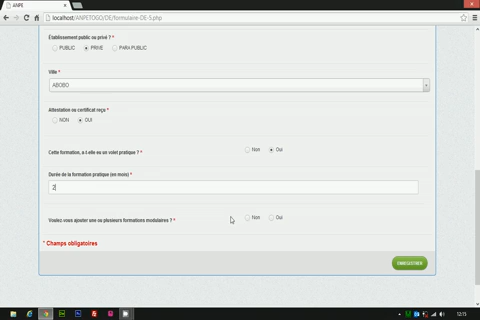 ANPE
localhost/ANPETOGO/DE/formulaire-DE-5.php
Etablissement public ou privé ? *
PUBLIC PRIVE PARA PUBLIC
Ville *
ABOBO
Attestation ou certificat reçu *
NON OUI
Cette formation, a-t-elle eu un volet pratique ? * Non Oui
Durée de la formation pratique (en mois) *
2
Voulez-vous ajouter une ou plusieurs formations modulaires ? * Non Oui
* Champs obligatoires
ENREGISTRER
12:15